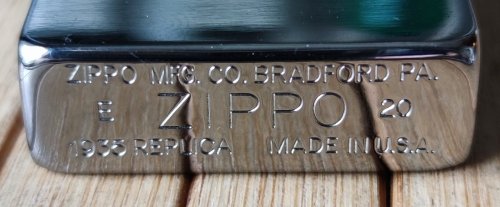 ZIPPO MFG. CO. BRADFORD PA.
E ZIPPO 20
1935 REPLICA MADE IN U.S.A.